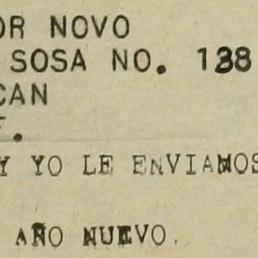 OR NOVO
SOSA NO. 138
CAN
F.
Y YO LE ENVIAMOS
AÑO NUEVO.